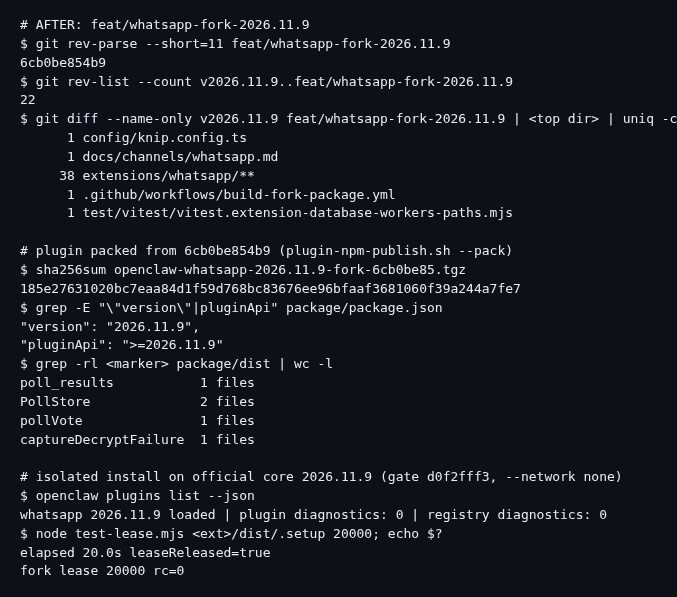 # AFTER: feat/whatsapp-fork-2026.11.9
$ git rev-parse --short=11 feat/whatsapp-fork-2026.11.9
6cb0be854b9
$ git rev-list --count v2026.11.9..feat/whatsapp-fork-2026.11.9
22
$ git diff --name-only v2026.11.9 feat/whatsapp-fork-2026.11.9 | <top dir> | uniq -c
      1 config/knip.config.ts
      1 docs/channels/whatsapp.md
     38 extensions/whatsapp/**
      1 .github/workflows/build-fork-package.yml
      1 test/vitest/vitest.extension-database-workers-paths.mjs
# plugin packed from 6cb0be854b9 (plugin-npm-publish.sh --pack)
$ sha256sum openclaw-whatsapp-2026.11.9-fork-6cb0be85.tgz
185e27631020bc7eaa84d1f59d768bc83676ee96bfaaf3681060f39a244a7fe7
$ grep -E "\"version\"|pluginApi" package/package.json
"version": "2026.11.9",
"pluginApi": ">=2026.11.9"
$ grep -rl <marker> package/dist | wc -l
poll_results           1 files
PollStore              2 files
pollVote               1 files
captureDecryptFailure  1 files
# isolated install on official core 2026.11.9 (gate d0f2fff3, --network none)
$ openclaw plugins list --json
whatsapp 2026.11.9 loaded | plugin diagnostics: 0 | registry diagnostics: 0
$ node test-lease.mjs <ext>/dist/.setup 20000; echo $?
elapsed 20.0s leaseReleased=true
fork lease 20000 rc=0